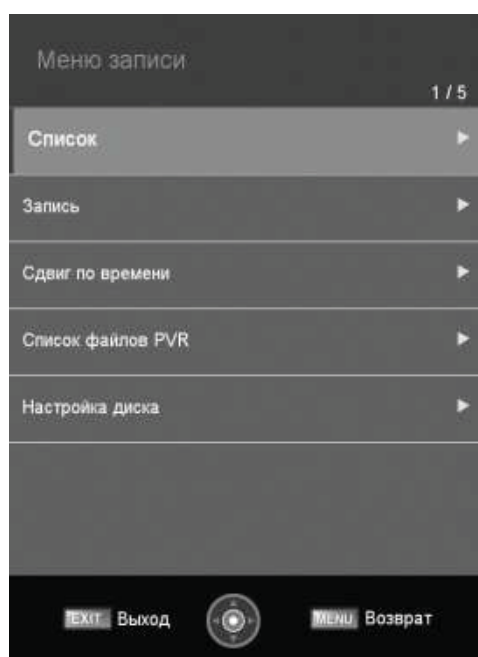 Меню записи
1 / 5
Список
Запись
Сдвиг по времени
Список файлов PVR
Настройка диска
EXIT Выход MENU Возврат